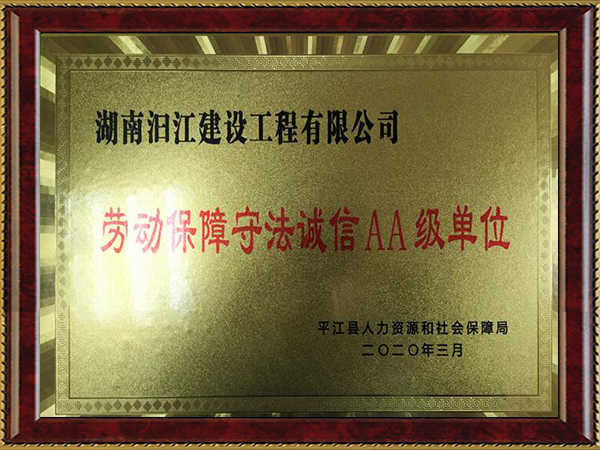 湖南汨江建设工程有限公司
劳动保障守法诚信AA级单位
平江县人力资源和社会保障局
二〇二〇年三月